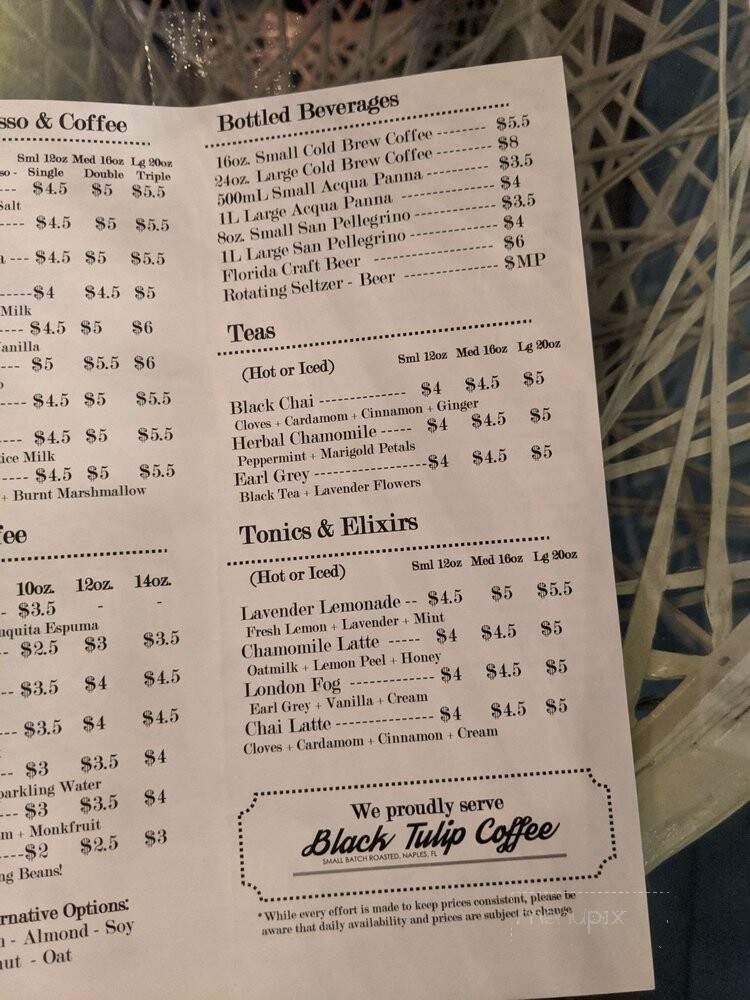 sso & Coffee
Sml 12oz Med 16oz Lg 20oz
so - Single Double Triple
--- $4.5 $5 $5.5
Salt
---- $4.5 $5 $5.5
a --- $4.5 $5 $5.5
-----$4 $4.5 $5
Milk
---- $4.5 $5 $6
anilla
--- $5 $5.5 $6
---- $4.5 $5 $5.5
---- $4.5 $5 $5.5
ice Milk
---- $4.5 $5 $5.5
+ Burnt Marshmallow
fee
10oz. 12oz. 14oz.
- $3.5 - -
nquita Espuma
-- $2.5 $3 $3.5
-- $3.5 $4 $4.5
--- $3.5 $4 $4.5
-- $3 $3.5 $4
parkling Water
--- $3 $3.5 $4
m + Monkfruit
----$2 $2.5 $3
ng Beans!
rnative Options:
- Almond - Soy
nut - Oat
Bottled Beverages
16oz. Small Cold Brew Coffee -------- $5.5
24oz. Large Cold Brew Coffee --------- $8
500mL Small Acqua Panna ------------ $3.5
1L Large Acqua Panna --------------- $4
8oz. Small San Pellegrino ------------- $3.5
1L Large San Pellegrino -------------- $4
Florida Craft Beer ------------------ $6
Rotating Seltzer - Beer -------------- $MP
Teas
(Hot or Iced) Sml 12oz Med 16oz Lg 20oz
Black Chai -------------- $4 $4.5 $5
Cloves + Cardamom + Cinnamon + Ginger
Herbal Chamomile ----- $4 $4.5 $5
Peppermint + Marigold Petals
Earl Grey ------------------$4 $4.5 $5
Black Tea + Lavender Flowers
Tonics & Elixirs
(Hot or Iced) Sml 12oz Med 16oz Lg 20oz
Lavender Lemonade -- $4.5 $5 $5.5
Fresh Lemon + Lavender + Mint
Chamomile Latte ----- $4 $4.5 $5
Oatmilk + Lemon Peel + Honey
London Fog -------------- $4 $4.5 $5
Earl Grey + Vanilla + Cream
Chai Latte --------------- $4 $4.5 $5
Cloves + Cardamom + Cinnamon + Cream
We proudly serve
Black Tulip Coffee
SMALL BATCH ROASTED, NAPLES, FL
* While every effort is made to keep prices consistent, please be
aware that daily availability and prices are subject to change
menupix